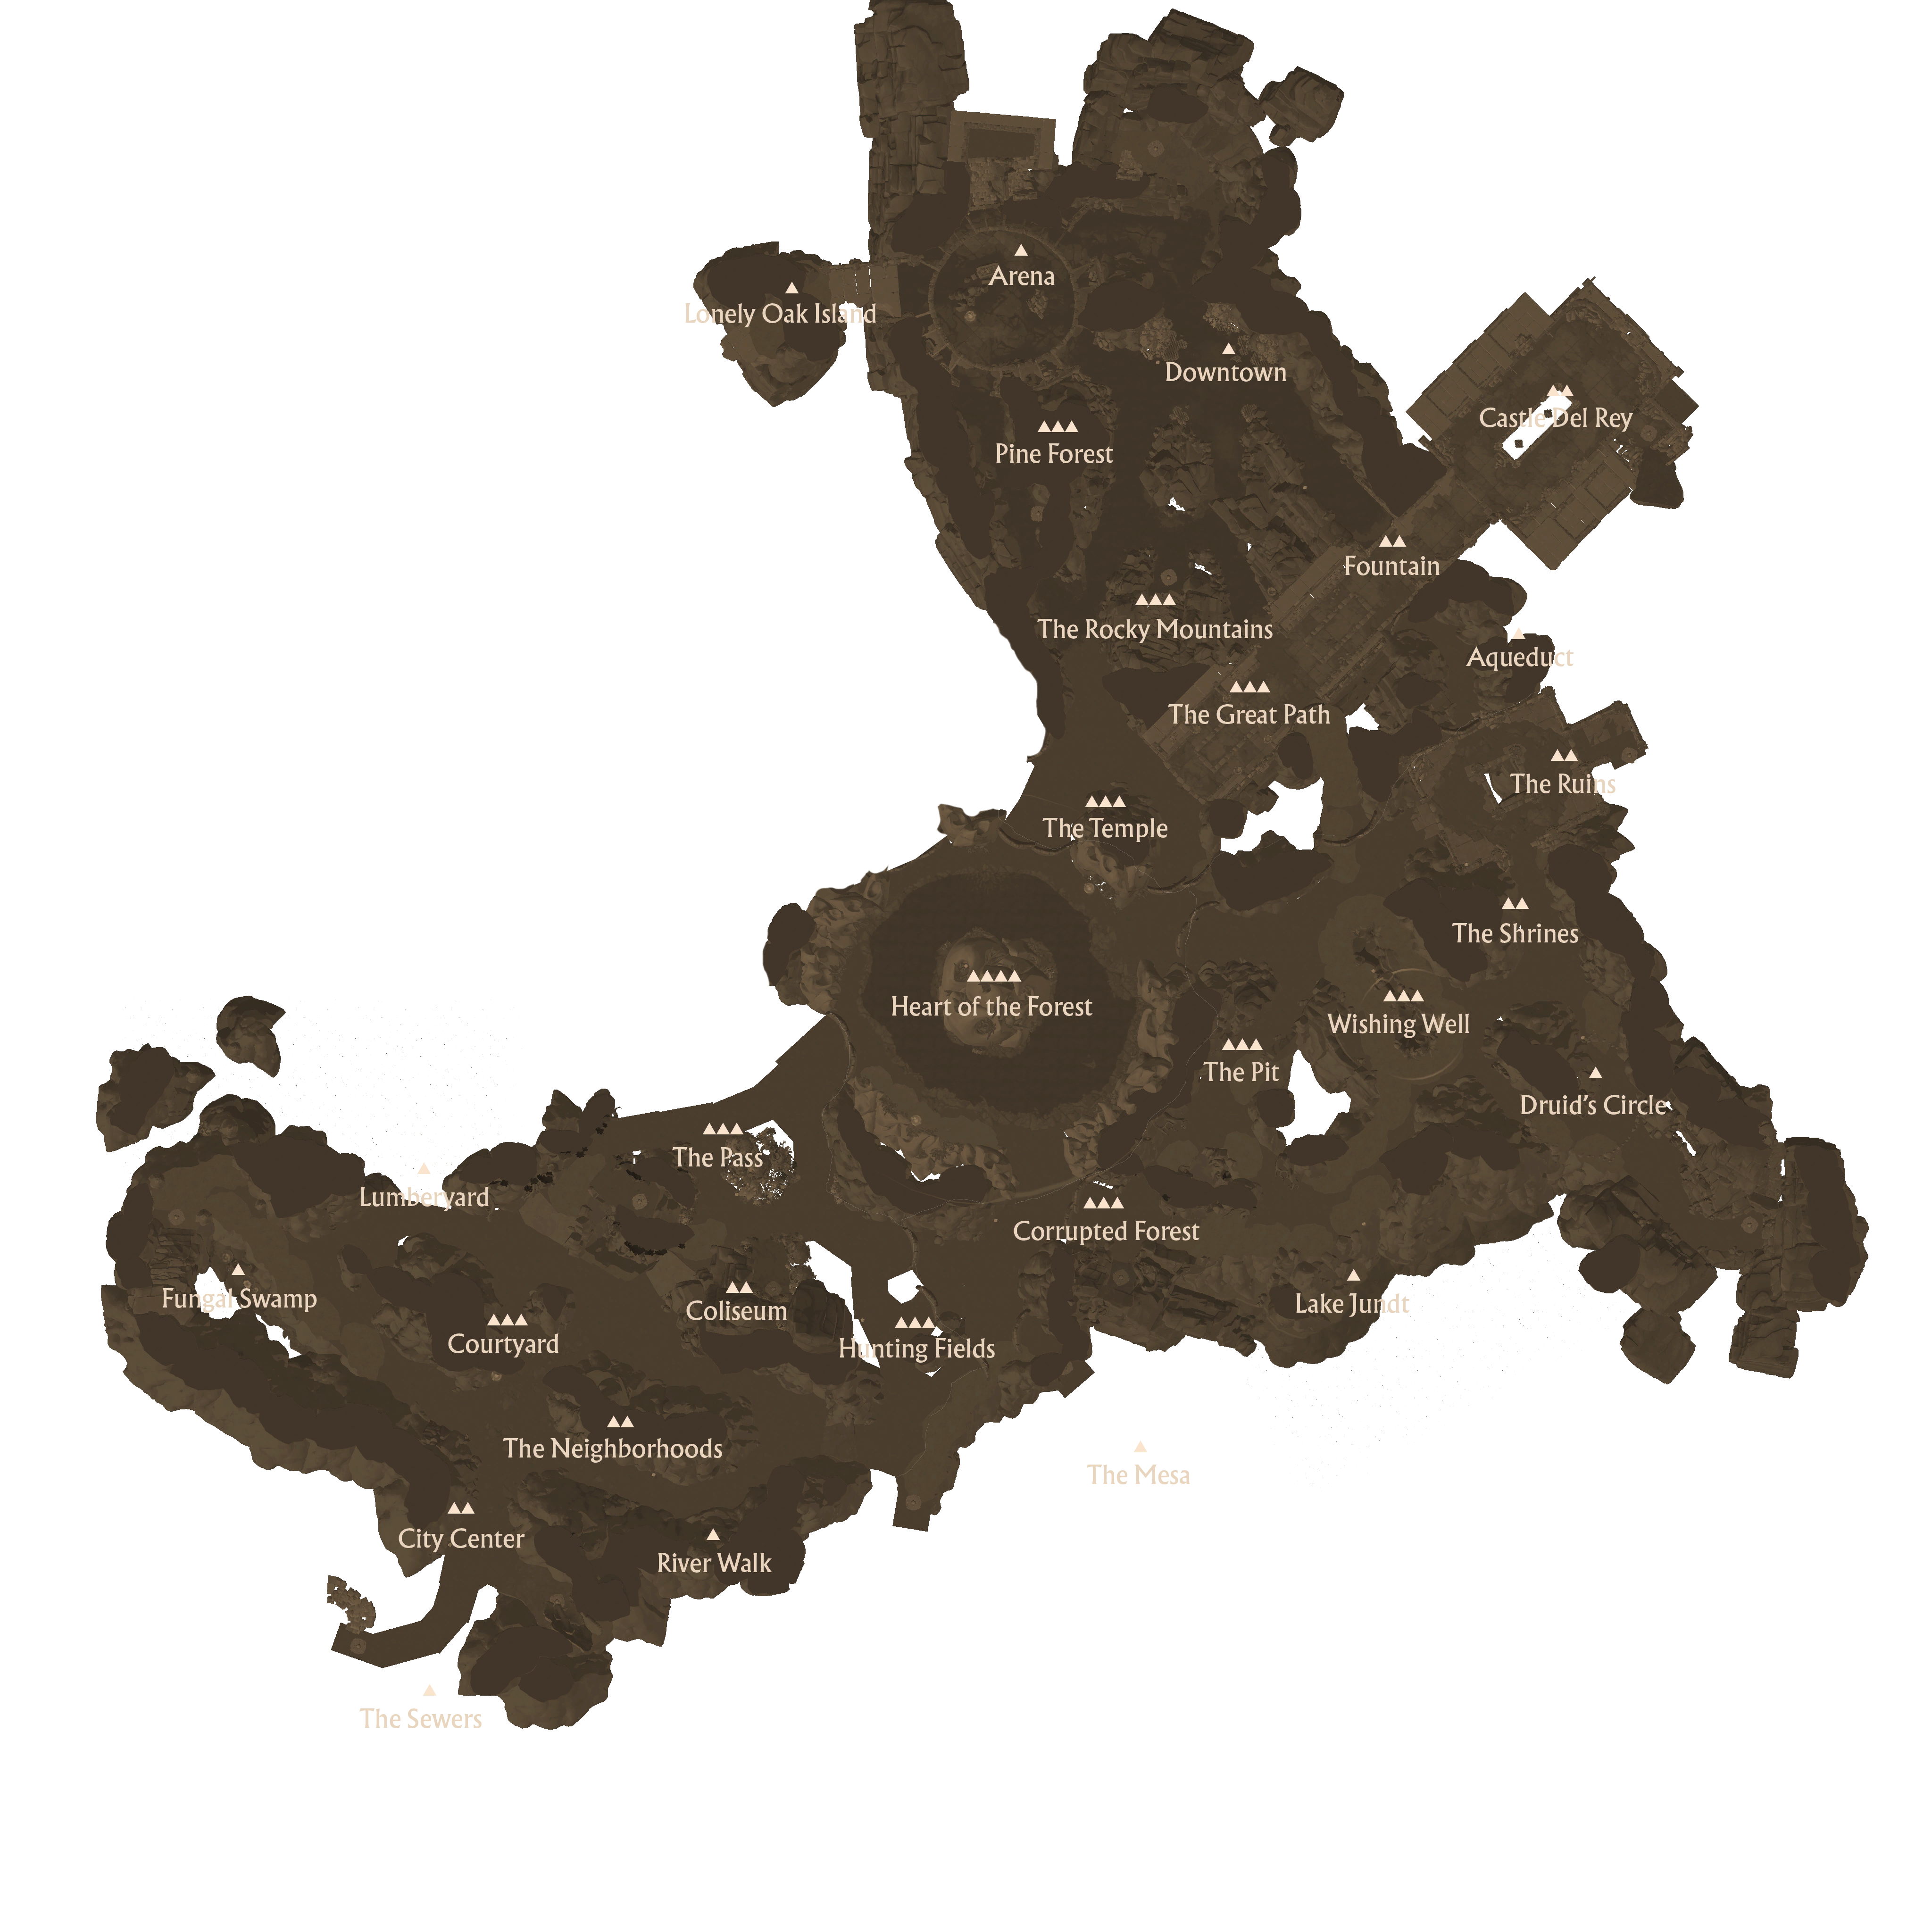 Arena
Lonely Oak Island
Downtown
Castle Del Rey
Pine Forest
Fountain
The Rocky Mountains
Aqueduct
The Great Path
The Ruins
The Temple
The Shrines
Heart of the Forest
Wishing Well
The Pit
Druid's Circle
The Pass
Lumberyard
Corrupted Forest
Fungal Swamp
Coliseum
Lake Jundt
Courtyard
Hunting Fields
The Neighborhoods
The Mesa
City Center
River Walk
The Sewers